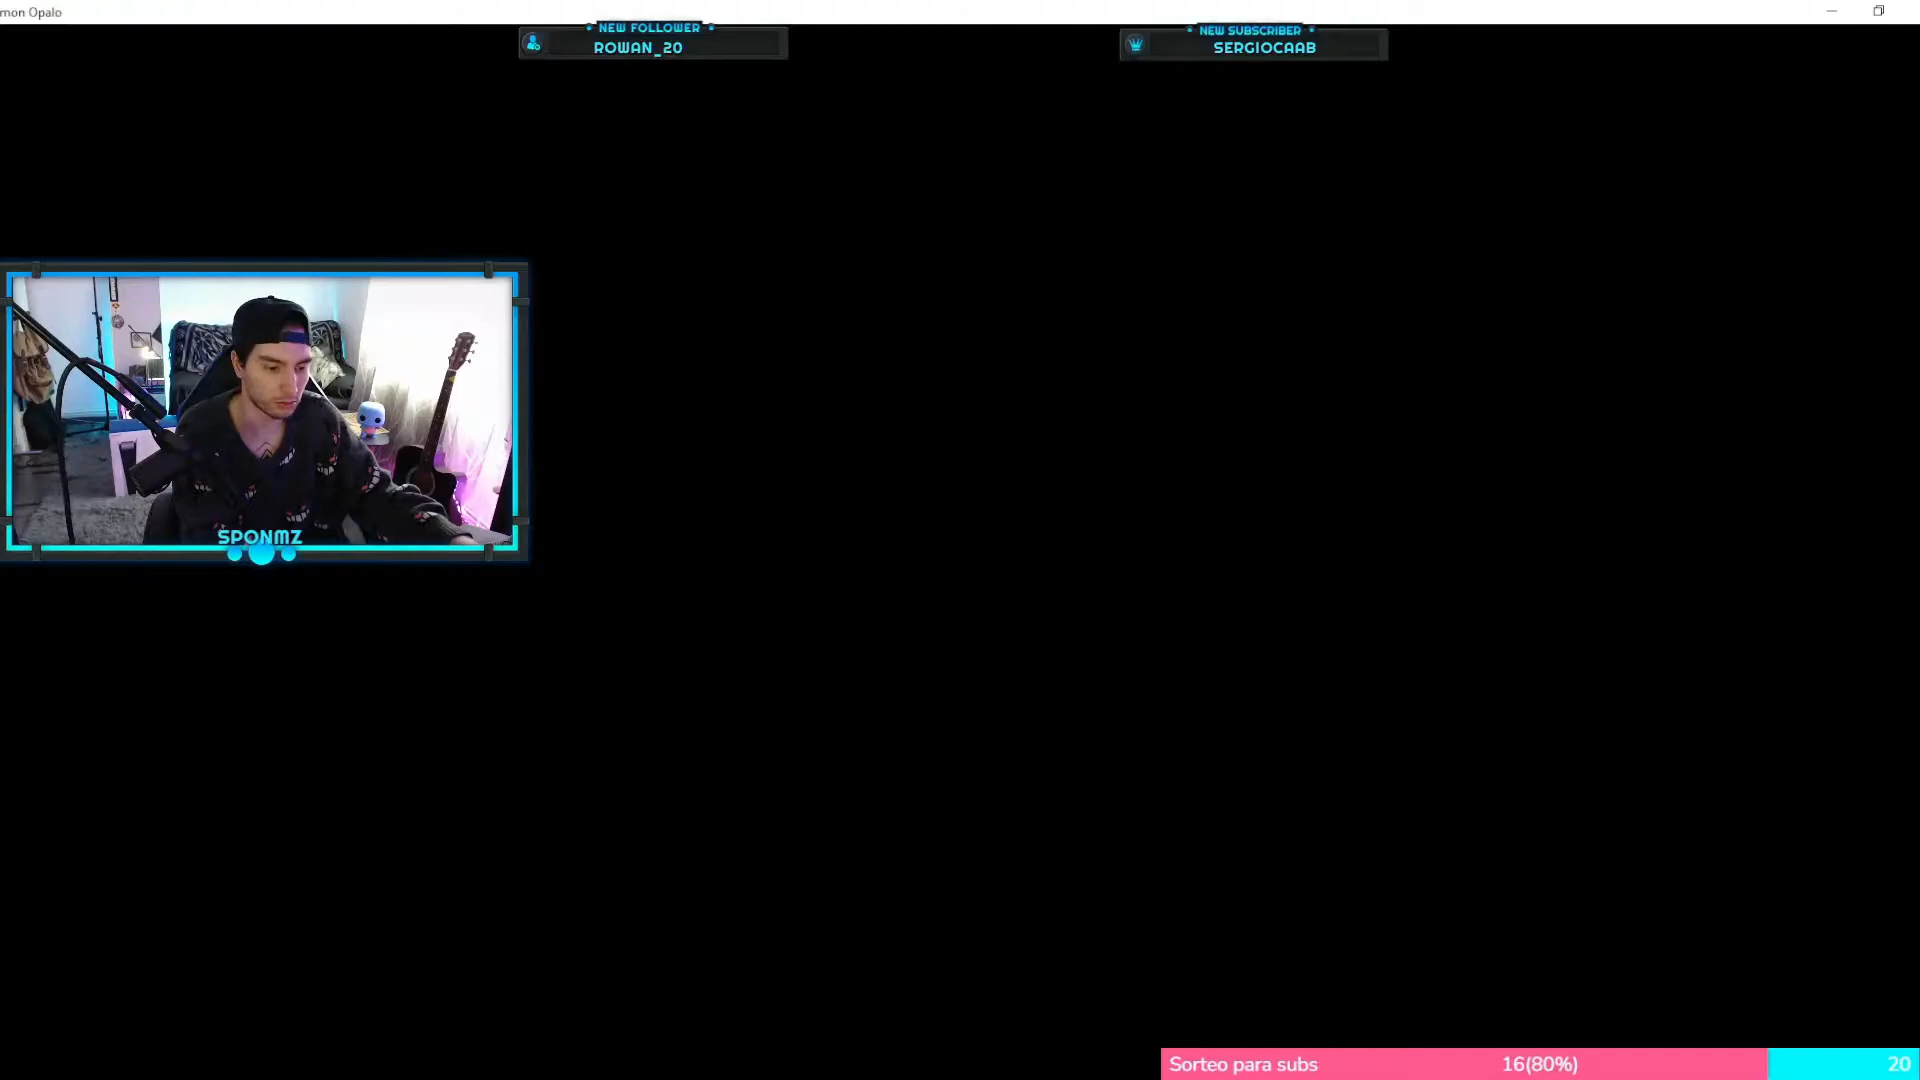 mon Opalo
NEW FOLLOWER
ROWAN_20
NEW SUBSCRIBER
SERGIOCAAB
SPONMZ
Sorteo para subs 16(80%) 20